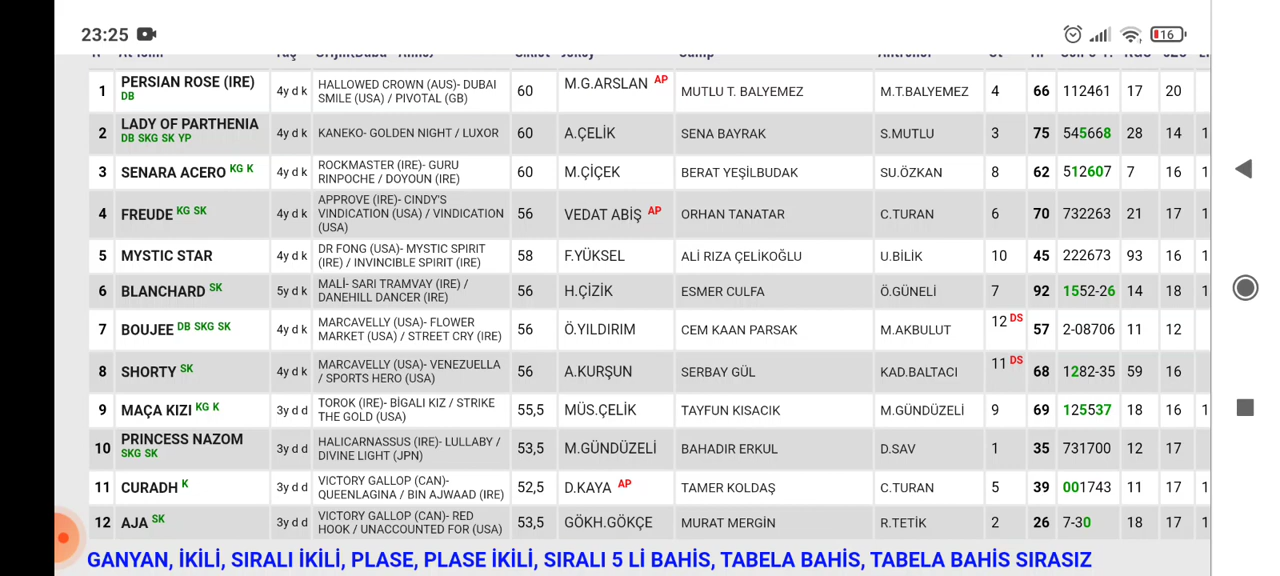 23:25
16
1 PERSIAN ROSE (IRE) DB 4y d k HALLOWED CROWN (AUS)- DUBAI SMILE (USA) / PIVOTAL (GB) 60 M.G.ARSLAN AP MUTLU T. BALYEMEZ M.T.BALYEMEZ 4 66 112461 17 20
2 LADY OF PARTHENIA DB SKG SK YP 4y d k KANEKO- GOLDEN NIGHT / LUXOR 60 A.ÇELİK SENA BAYRAK S.MUTLU 3 75 545668 28 14 1
3 SENARA ACERO KG K 4y d k ROCKMASTER (IRE)- GURU RINPOCHE / DOYOUN (IRE) 60 M.ÇİÇEK BERAT YEŞİLBUDAK SU.ÖZKAN 8 62 512607 7 16 1
4 FREUDE KG SK 4y d k APPROVE (IRE)- CINDY'S VINDICATION (USA) / VINDICATION (USA) 56 VEDAT ABİŞ AP ORHAN TANATAR C.TURAN 6 70 732263 21 17 1
5 MYSTIC STAR 4y d k DR FONG (USA)- MYSTIC SPIRIT (IRE) / INVINCIBLE SPIRIT (IRE) 58 F.YÜKSEL ALİ RIZA ÇELİKOĞLU U.BİLİK 10 45 222673 93 16 1
6 BLANCHARD SK 5y d k MALİ- SARI TRAMVAY (IRE) / DANEHILL DANCER (IRE) 56 H.ÇİZİK ESMER CULFA Ö.GÜNELİ 7 92 1552-26 14 18 1
7 BOUJEE DB SKG SK 4y d k MARCAVELLY (USA)- FLOWER MARKET (USA) / STREET CRY (IRE) 56 Ö.YILDIRIM CEM KAAN PARSAK M.AKBULUT 12 DS 57 2-08706 11 12
8 SHORTY SK 4y d k MARCAVELLY (USA)- VENEZUELLA / SPORTS HERO (USA) 56 A.KURŞUN SERBAY GÜL KAD.BALTACI 11 DS 68 1282-35 59 16
9 MAÇA KIZI KG K 3y d d TOROK (IRE)- BİGALI KIZ / STRIKE THE GOLD (USA) 55,5 MÜS.ÇELİK TAYFUN KISACIK M.GÜNDÜZELİ 9 69 125537 18 16 1
10 PRINCESS NAZOM SKG SK 3y d d HALICARNASSUS (IRE)- LULLABY / DIVINE LIGHT (JPN) 53,5 M.GÜNDÜZELİ BAHADIR ERKUL D.SAV 1 35 731700 12 17
11 CURADH K 3y d d VICTORY GALLOP (CAN)- QUEENLAGINA / BIN AJWAAD (IRE) 52,5 D.KAYA AP TAMER KOLDAŞ C.TURAN 5 39 001743 11 17 1
12 AJA SK 3y d d VICTORY GALLOP (CAN)- RED HOOK / UNACCOUNTED FOR (USA) 53,5 GÖKH.GÖKÇE MURAT MERGİN R.TETİK 2 26 7-30 18 17 1
GANYAN, İKİLİ, SIRALI İKİLİ, PLASE, PLASE İKİLİ, SIRALI 5 Lİ BAHİS, TABELA BAHİS, TABELA BAHİS SIRASIZ